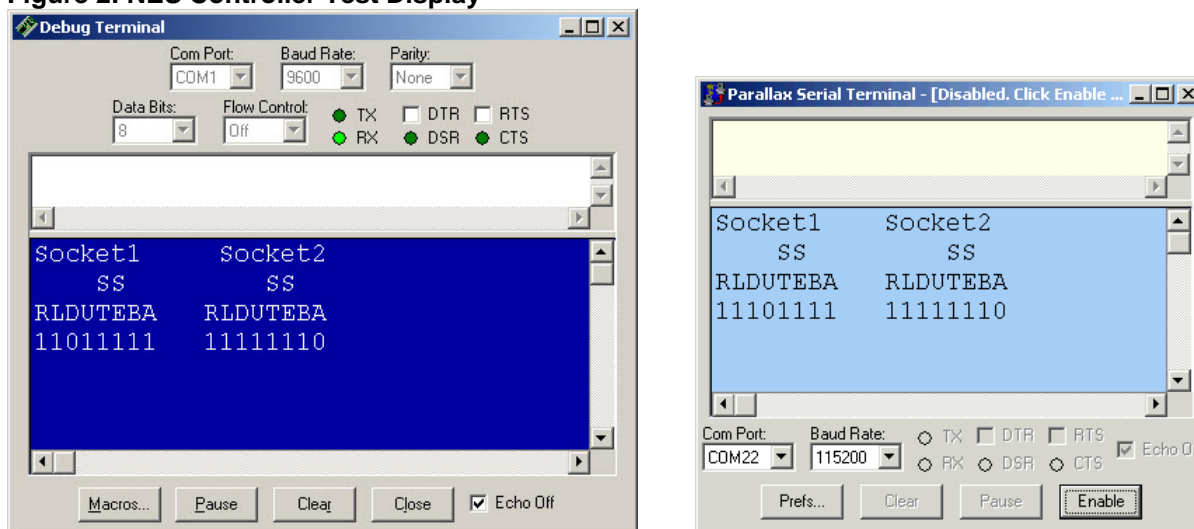 Figure 2: NES Controller Test Display
Debug Terminal
Com Port: Baud Rate: Parity:
COM1 9600 None
Data Bits: Flow Control: TX DTR RTS
8 Off RX DSR CTS
Socket1 Socket2
SS SS
RLDUTEBA RLDUTEBA
11011111 11111110
Macros... Pause Clear Close Echo Off
Parallax Serial Terminal - [Disabled. Click Enable ...
Socket1 Socket2
SS SS
RLDUTEBA RLDUTEBA
11101111 11111110
Com Port: Baud Rate: TX DTR RTS
COM22 115200 RX DSR CTS Echo O
Prefs... Clear Pause Enable